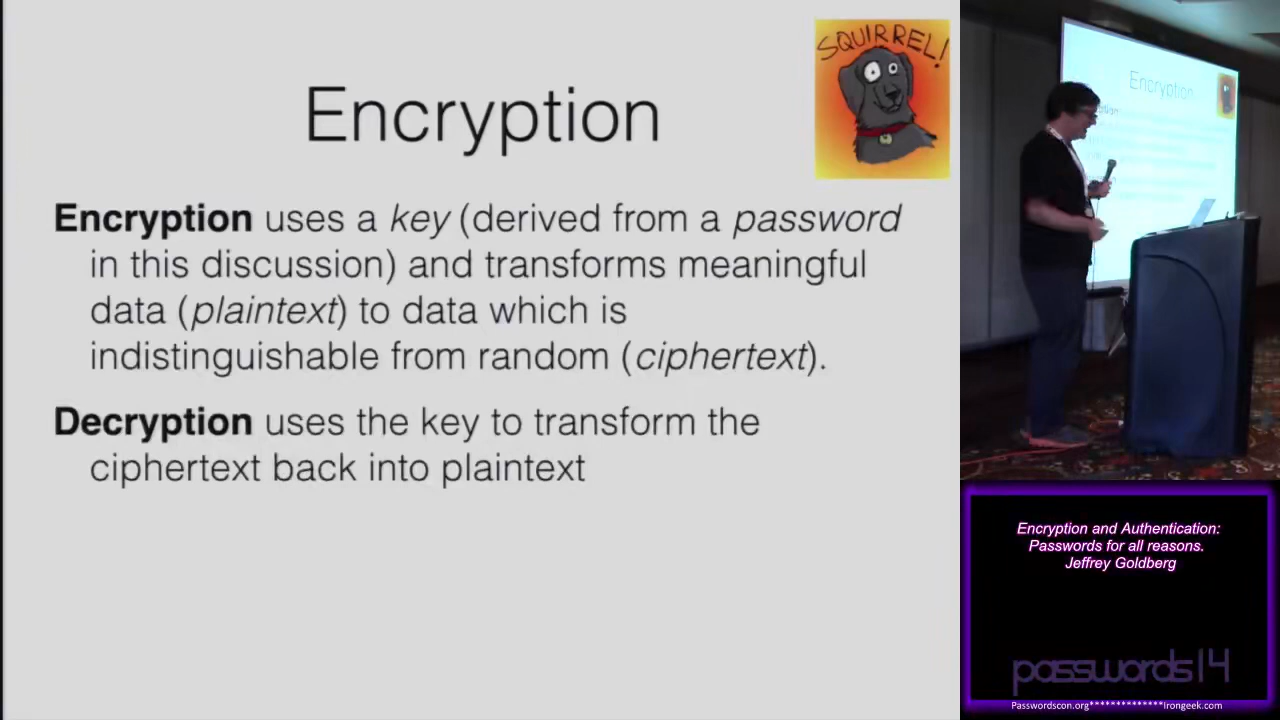 SQUIRREL!
Encryption
Encryption uses a key (derived from a password
in this discussion) and transforms meaningful
data (plaintext) to data which is
indistinguishable from random (ciphertext).
Decryption uses the key to transform the
ciphertext back into plaintext
Encryption
Encryption and Authentication:
Passwords for all reasons.
Jeffrey Goldberg
passwords14
Passwordscon.org**************Irongeek.com